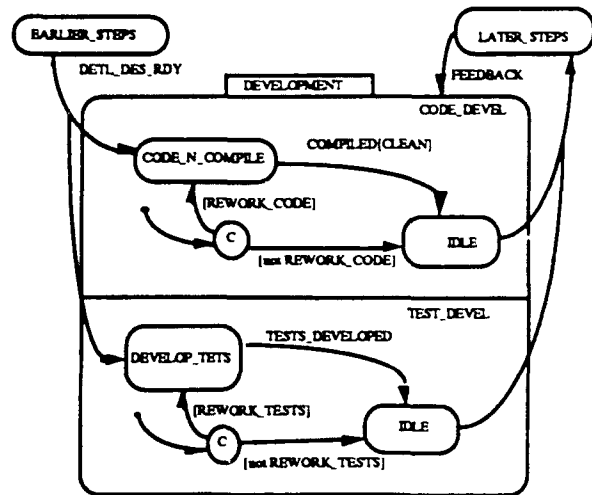 EARLIER_STEPS
LATER_STEPS
DETL_DES_RDY
FEEDBACK
DEVELOPMENT
CODE_DEVEL
CODE_N_COMPILE
COMPILED[CLEAN]
[REWORK_CODE]
C
IDLE
[not REWORK_CODE]
TEST_DEVEL
TESTS_DEVELOPED
DEVELOP_TETS
[REWORK_TESTS]
IDLE
C
[not REWORK_TESTS]